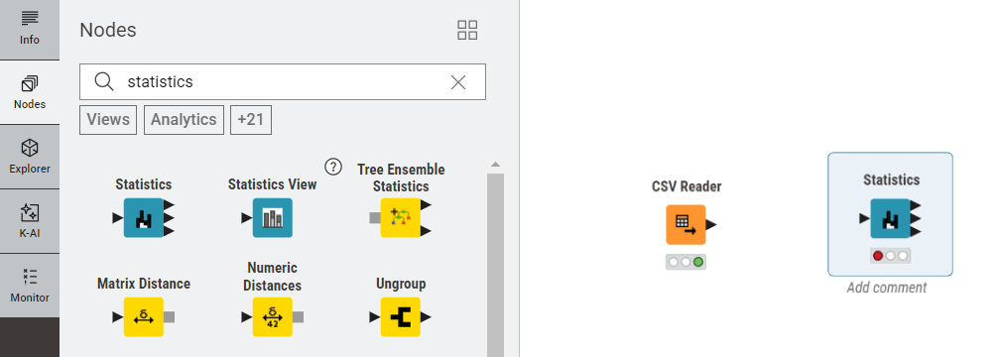 Info
Nodes
Explorer
K-AI
Monitor
Nodes
statistics
Views Analytics +21
?
Statistics
Statistics View
Tree Ensemble
Statistics
Matrix Distance
δ
Numeric
Distances
δ
42
Ungroup
CSV Reader
Statistics
Add comment